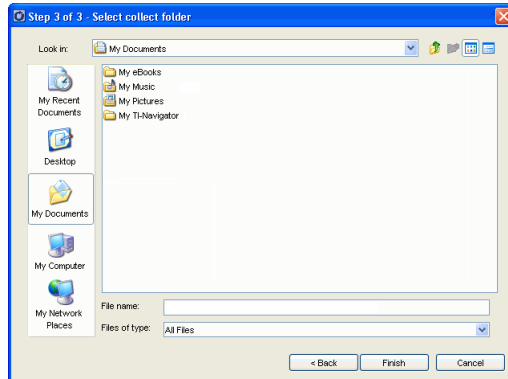 Step 3 of 3 - Select collect folder
Look in:
My Documents
My Recent
Documents
Desktop
My Documents
My Computer
My Network
Places
My eBooks
My Music
My Pictures
My TI-Navigator
File name:
Files of type:
All Files
< Back
Finish
Cancel